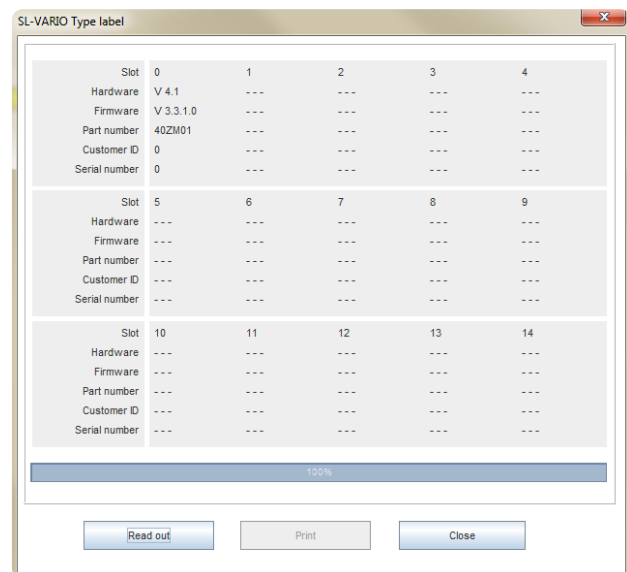 SL-VARIO Type label
Slot 0 1 2 3 4
Hardware V 4.1 --- --- --- ---
Firmware V 3.3.1.0 --- --- --- ---
Part number 40ZM01 --- --- --- ---
Customer ID 0 --- --- --- ---
Serial number 0 --- --- --- ---
Slot 5 6 7 8 9
Hardware --- --- --- --- ---
Firmware --- --- --- --- ---
Part number --- --- --- --- ---
Customer ID --- --- --- --- ---
Serial number --- --- --- --- ---
Slot 10 11 12 13 14
Hardware --- --- --- --- ---
Firmware --- --- --- --- ---
Part number --- --- --- --- ---
Customer ID --- --- --- --- ---
Serial number --- --- --- --- ---
100%
Read out Print Close